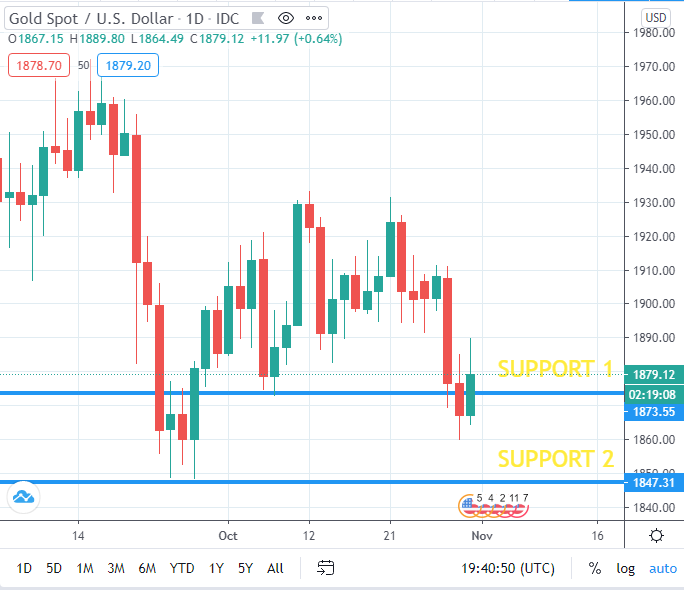 Gold Spot / U.S. Dollar · 1D · IDC
USD
O1867.15 H1889.80 L1864.49 C1879.12 +11.97 (+0.64%)
1878.70 50 1879.20
1980.00
1970.00
1960.00
1950.00
1940.00
1930.00
1920.00
1910.00
1900.00
1890.00
SUPPORT 1
1879.12
02:19:08
1873.55
1860.00
SUPPORT 2
1850.00
1847.31
5 4 2 11 7
1840.00
14 Oct 12 21 Nov 16
1D 5D 1M 3M 6M YTD 1Y 5Y All 19:40:50 (UTC) % log auto